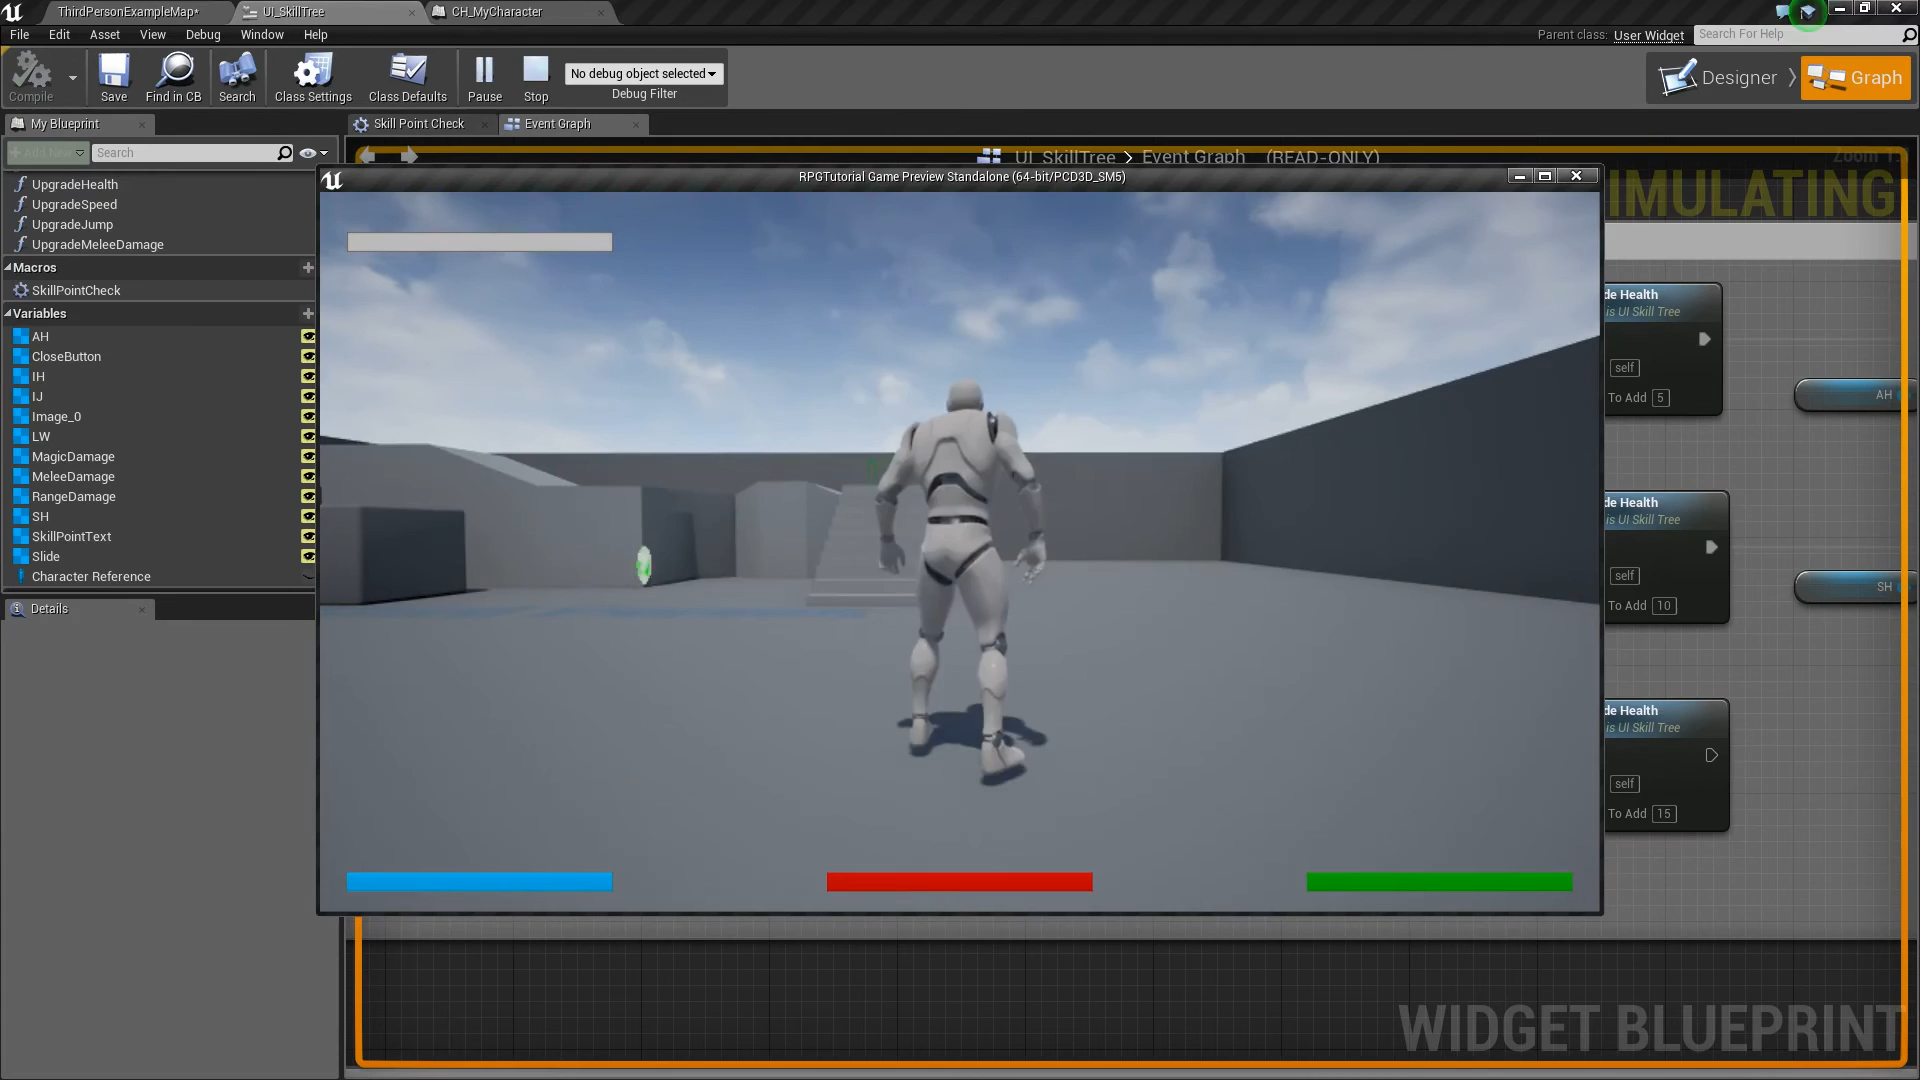 ThirdPersonExampleMap*
UI_SkillTree
CH_MyCharacter
File Edit Asset View Debug Window Help
Parent class: User Widget
Search For Help
Compile
Save
Find in CB
Search
Class Settings
Class Defaults
Pause
Stop
No debug object selected
Debug Filter
Designer
Graph
My Blueprint
Skill Point Check
Event Graph
Add New
Search
UI_SkillTree > Event Graph (READ-ONLY)
RPGTutorial Game Preview Standalone (64-bit/PCD3D_SM5)
IMULATING
UpgradeHealth
UpgradeSpeed
UpgradeJump
UpgradeMeleeDamage
Macros
SkillPointCheck
Variables
AH
CloseButton
IH
IJ
Image_0
LW
MagicDamage
MeleeDamage
RangeDamage
SH
SkillPointText
Slide
Character Reference
Details
de Health
is UI Skill Tree
self
To Add 5
AH
de Health
is UI Skill Tree
self
To Add 10
SH
de Health
is UI Skill Tree
self
To Add 15
WIDGET BLUEPRINT